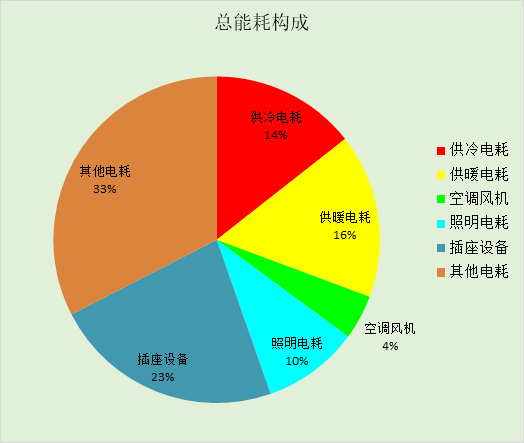 总能耗构成
供冷电耗
14%
供暖电耗
16%
空调风机
4%
照明电耗
10%
插座设备
23%
其他电耗
33%
供冷电耗
供暖电耗
空调风机
照明电耗
插座设备
其他电耗